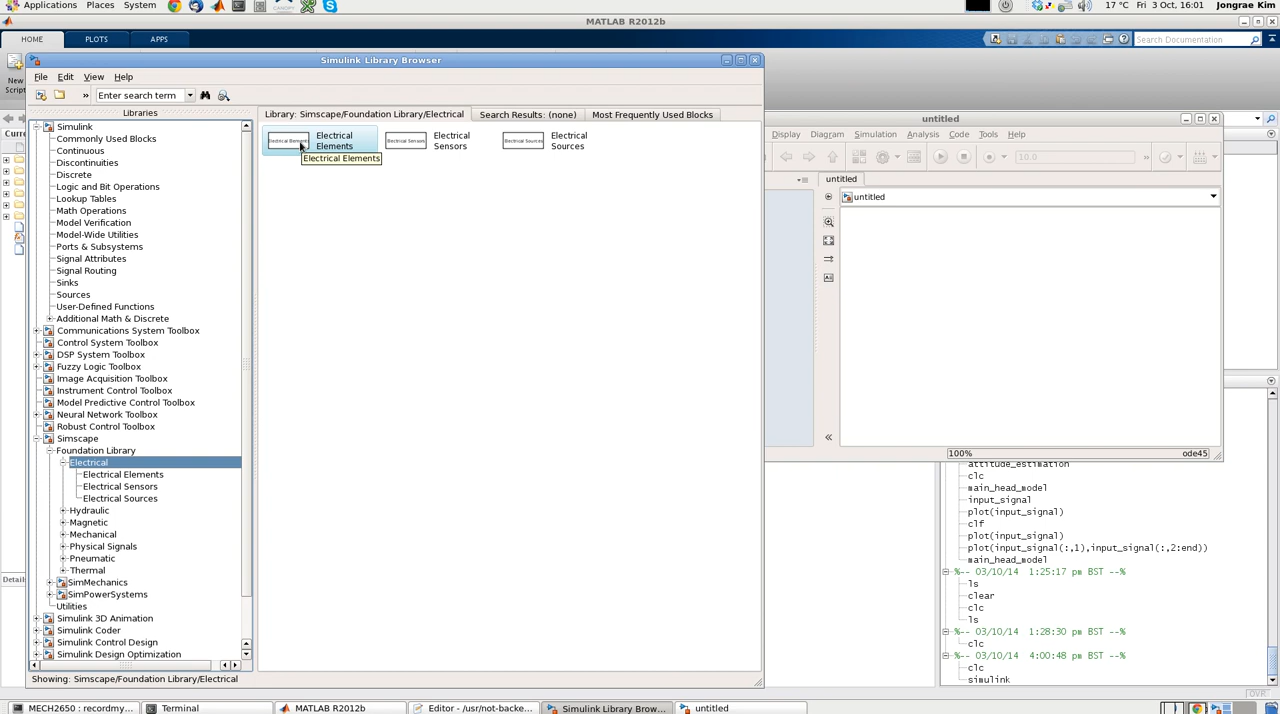 Applications Places System 17 °C Fri 3 Oct, 16:01 Jongrae Kim
MATLAB R2012b
HOME PLOTS APPS Search Documentation
New
Script
Simulink Library Browser
File Edit View Help
» Enter search term
Libraries
Library: Simscape/Foundation Library/Electrical Search Results: (none) Most Frequently Used Blocks
Simulink
Commonly Used Blocks
Continuous
Discontinuities
Discrete
Logic and Bit Operations
Lookup Tables
Math Operations
Model Verification
Model-Wide Utilities
Ports & Subsystems
Signal Attributes
Signal Routing
Sinks
Sources
User-Defined Functions
Additional Math & Discrete
Communications System Toolbox
Control System Toolbox
DSP System Toolbox
Fuzzy Logic Toolbox
Image Acquisition Toolbox
Instrument Control Toolbox
Model Predictive Control Toolbox
Neural Network Toolbox
Robust Control Toolbox
Simscape
Foundation Library
Electrical
Electrical Elements
Electrical Sensors
Electrical Sources
Hydraulic
Magnetic
Mechanical
Physical Signals
Pneumatic
Thermal
SimMechanics
SimPowerSystems
Utilities
Simulink 3D Animation
Simulink Coder
Simulink Control Design
Simulink Design Optimization
Electrical Elements
Electrical Sensors Electrical Sensors
Electrical Sources Electrical Sources
Electrical Elements
Showing: Simscape/Foundation Library/Electrical
untitled
Display Diagram Simulation Analysis Code Tools Help
10.0
untitled
untitled
100% ode45
attitude_estimation
clc
main_head_model
input_signal
plot(input_signal)
clf
plot(input_signal)
plot(input_signal(:,1),input_signal(:,2:end))
main_head_model
%-- 03/10/14 1:25:17 pm BST --%
ls
clear
clc
ls
%-- 03/10/14 1:28:30 pm BST --%
clc
%-- 03/10/14 4:00:48 pm BST --%
clc
simulink
OVR
MECH2650 : recordmy... Terminal MATLAB R2012b Editor - /usr/not-backe... Simulink Library Brow... untitled